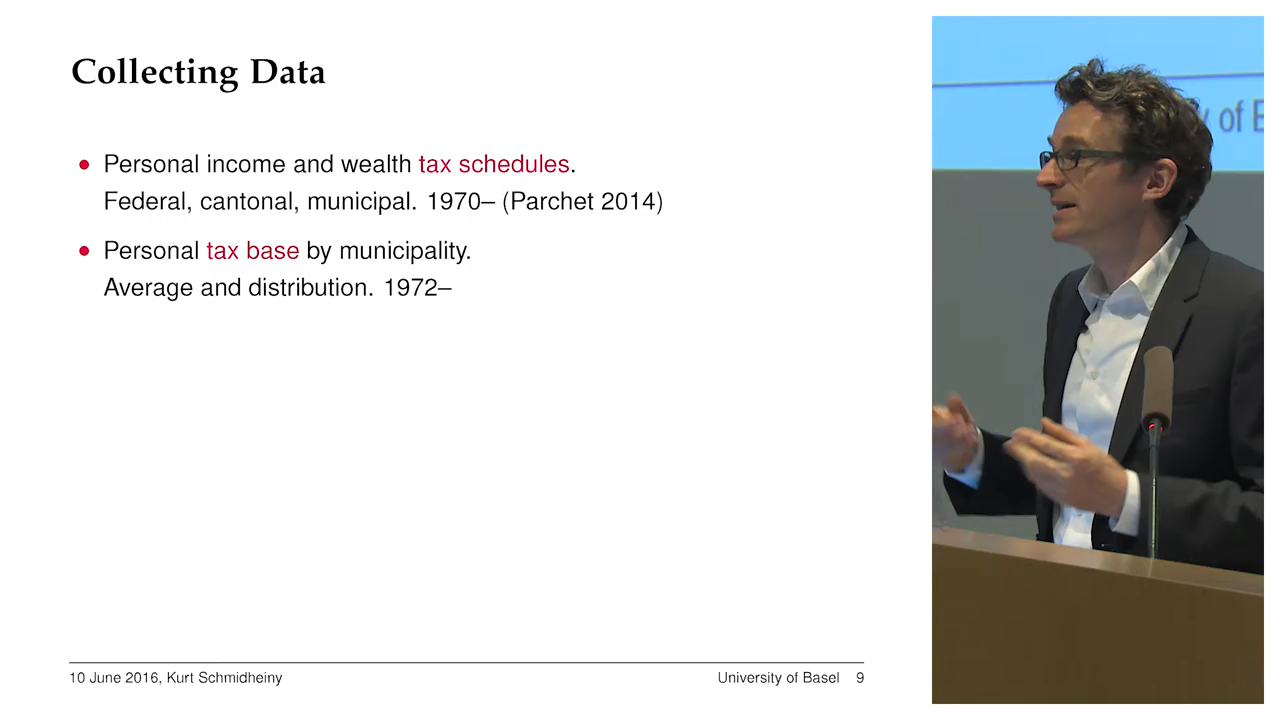 Collecting Data
• Personal income and wealth tax schedules.
Federal, cantonal, municipal. 1970– (Parchet 2014)
• Personal tax base by municipality.
Average and distribution. 1972–
10 June 2016, Kurt Schmidheiny
University of Basel 9
of B